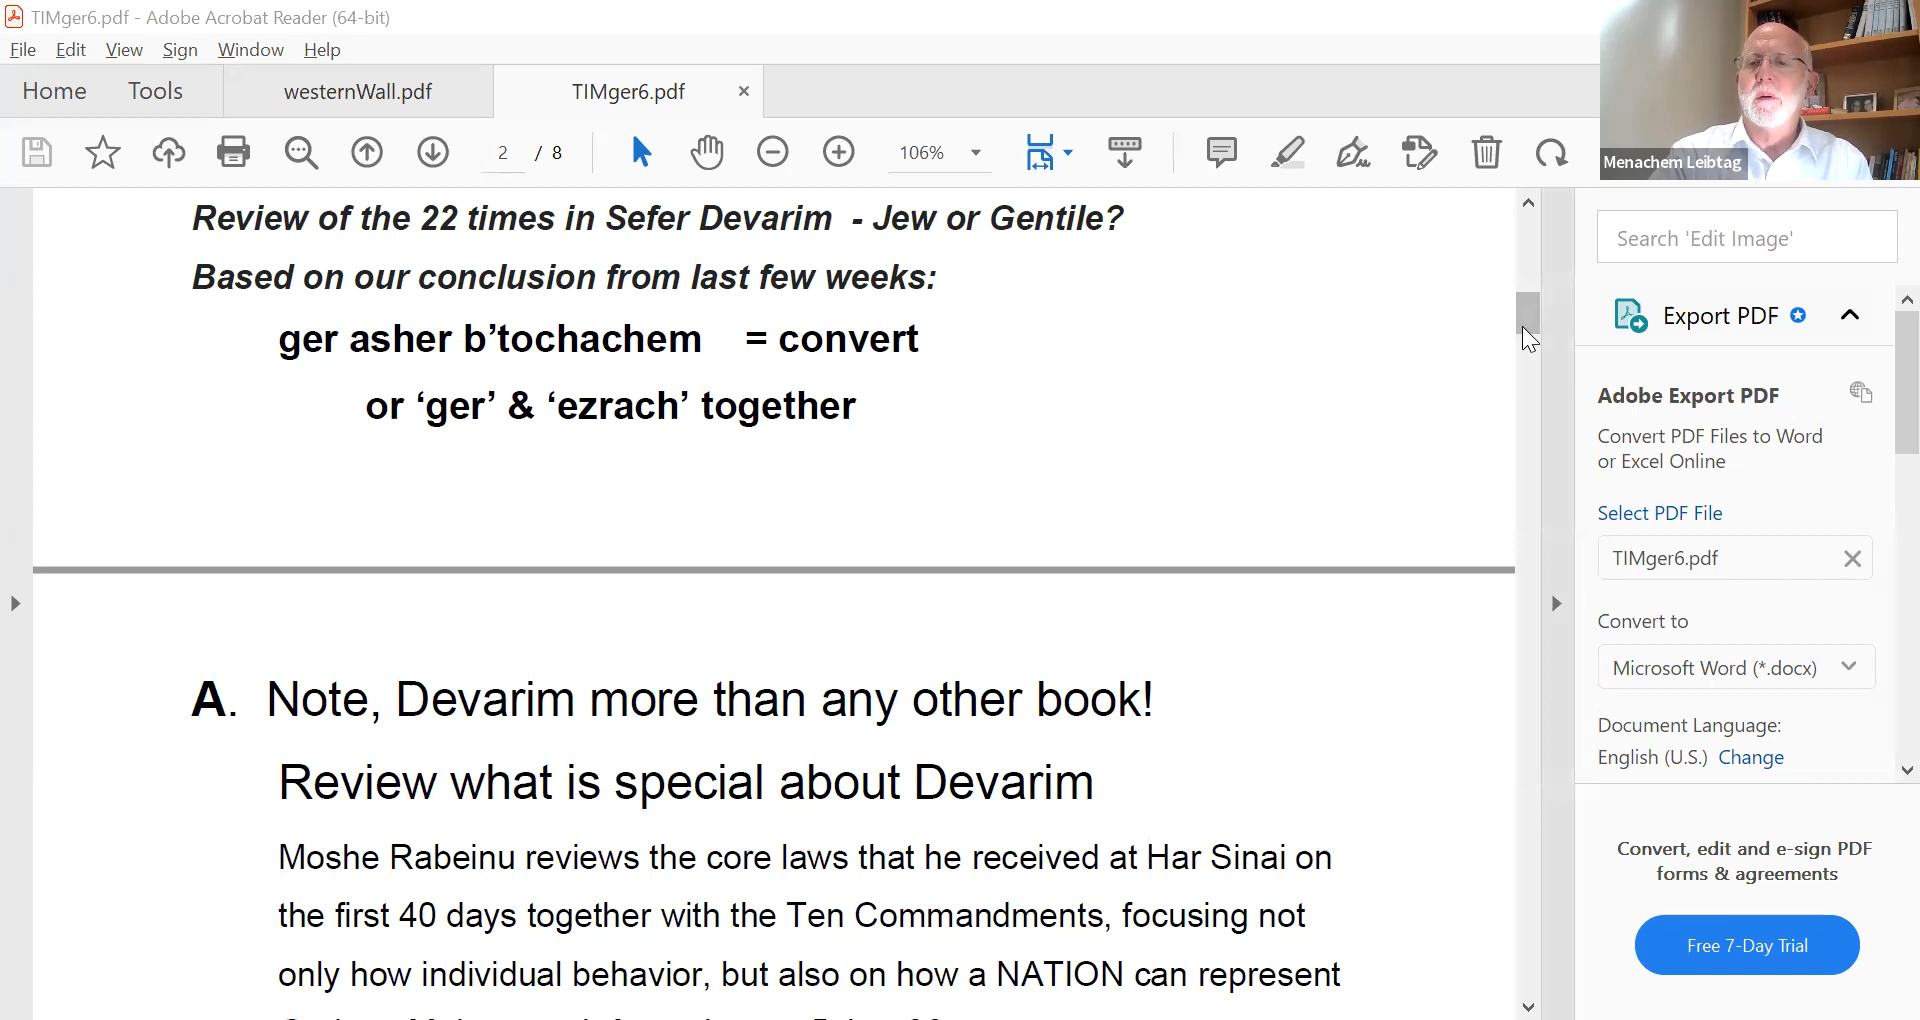 TIMger6.pdf - Adobe Acrobat Reader (64-bit)
File Edit View Sign Window Help
Home Tools westernWall.pdf TIMger6.pdf
2 / 8 106%
Menachem Leibtag
Review of the 22 times in Sefer Devarim - Jew or Gentile?
Based on our conclusion from last few weeks:
ger asher b’tochachem = convert
or ‘ger’ & ‘ezrach’ together
A. Note, Devarim more than any other book!
Review what is special about Devarim
Moshe Rabeinu reviews the core laws that he received at Har Sinai on
the first 40 days together with the Ten Commandments, focusing not
only how individual behavior, but also on how a NATION can represent
Search 'Edit Image'
Export PDF
Adobe Export PDF
Convert PDF Files to Word
or Excel Online
Select PDF File
TIMger6.pdf
Convert to
Microsoft Word (*.docx)
Document Language:
English (U.S.) Change
Convert, edit and e-sign PDF
forms & agreements
Free 7-Day Trial